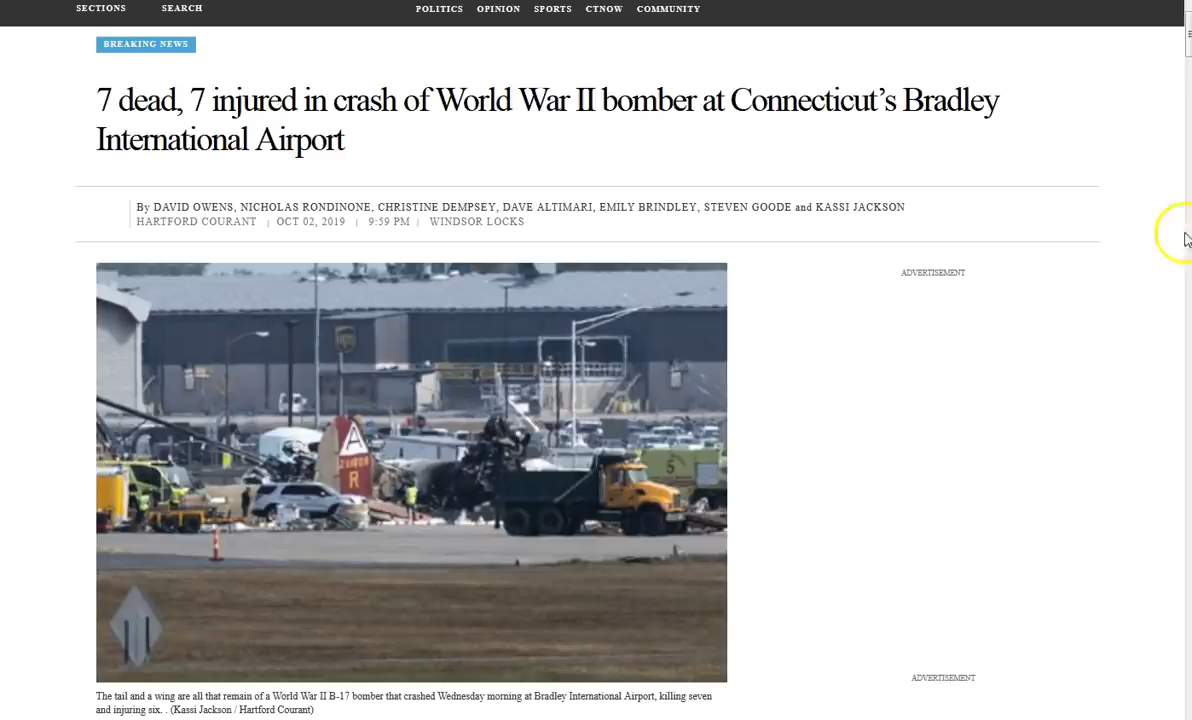 SECTIONS SEARCH POLITICS OPINION SPORTS CTNOW COMMUNITY
BREAKING NEWS
7 dead, 7 injured in crash of World War II bomber at Connecticut’s Bradley
International Airport
By DAVID OWENS, NICHOLAS RONDINONE, CHRISTINE DEMPSEY, DAVE ALTIMARI, EMILY BRINDLEY, STEVEN GOODE and KASSI JACKSON
HARTFORD COURANT | OCT 02, 2019 | 9:59 PM | WINDSOR LOCKS
ADVERTISEMENT
ups
A
R
5
ADVERTISEMENT
The tail and a wing are all that remain of a World War II B-17 bomber that crashed Wednesday morning at Bradley International Airport, killing seven
and injuring six. . (Kassi Jackson / Hartford Courant)